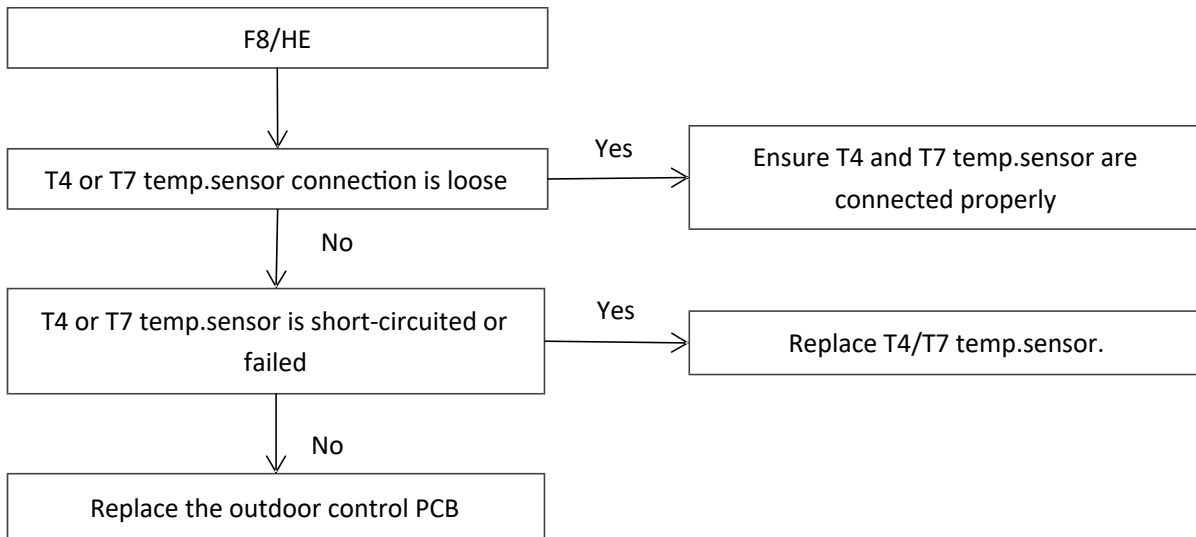 F8/HE
T4 or T7 temp.sensor connection is loose
Yes
Ensure T4 and T7 temp.sensor are
connected properly
No
T4 or T7 temp.sensor is short-circuited or
failed
Yes
Replace T4/T7 temp.sensor.
No
Replace the outdoor control PCB